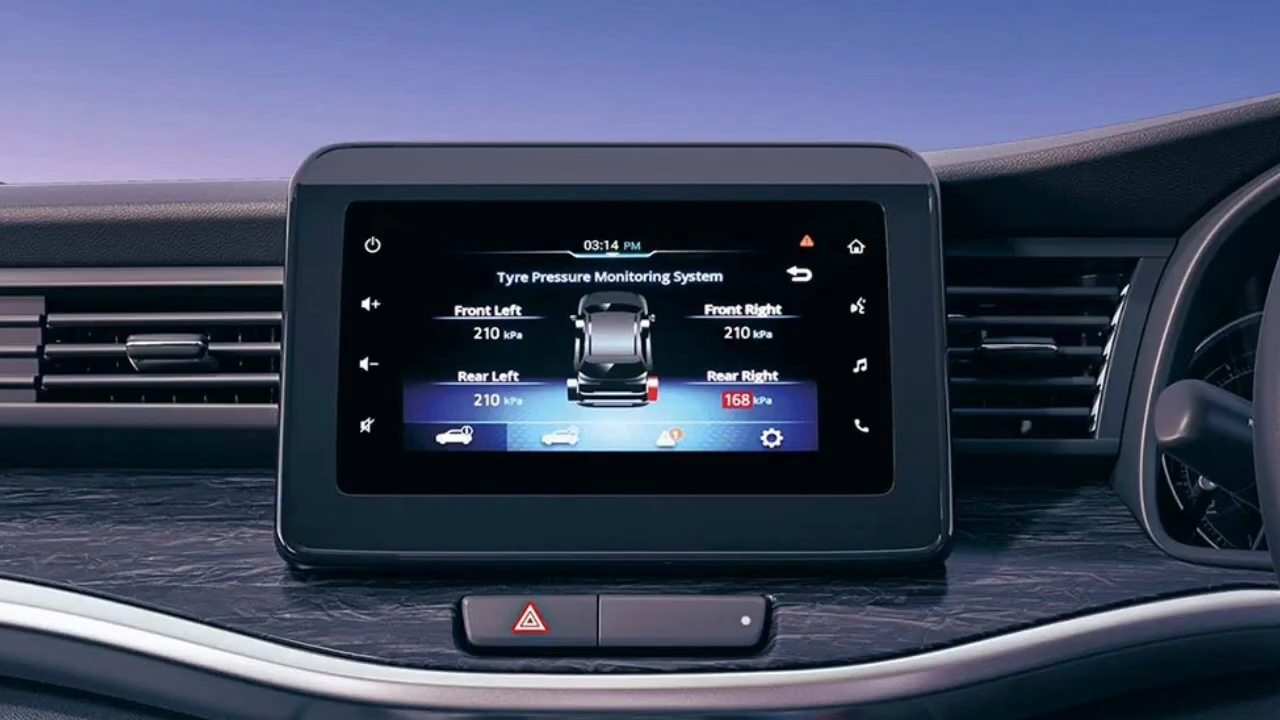 03:14 PM
Tyre Pressure Monitoring System
Front Left
Front Right
210 kPa
210 kPa
Rear Left
Rear Right
210 kPa
168 kPa